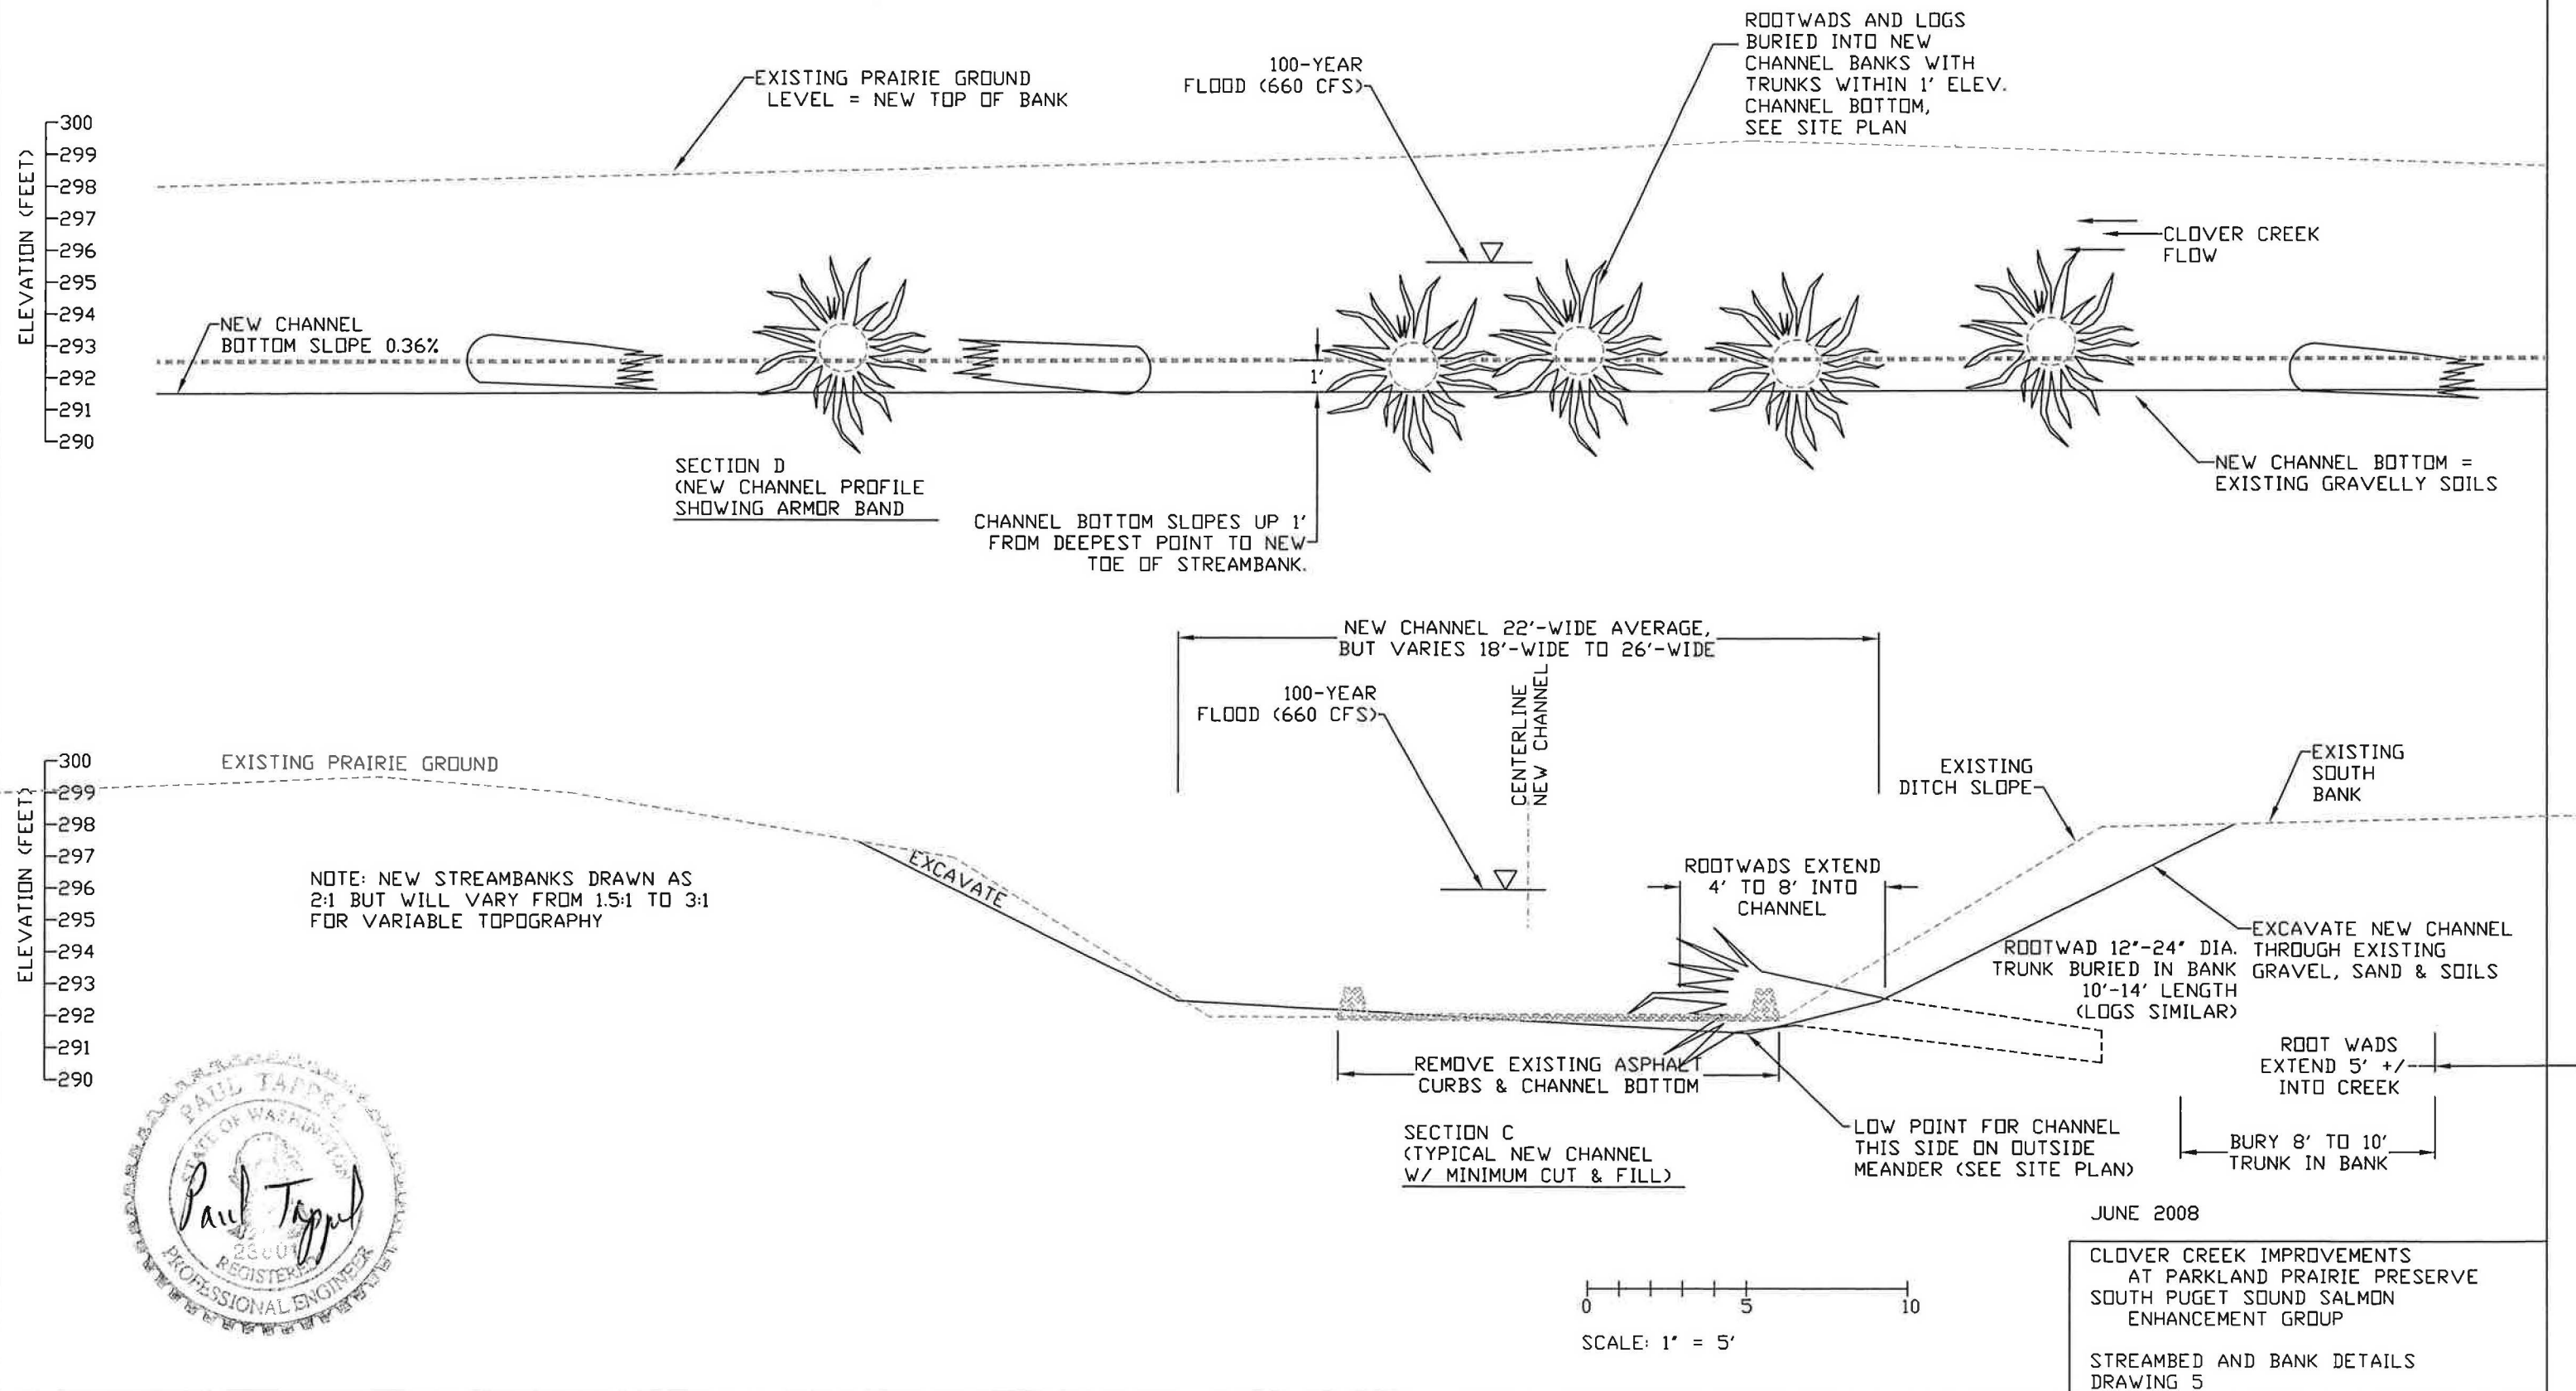 ROOTWADS AND LOGS
BURIED INTO NEW
CHANNEL BANKS WITH
TRUNKS WITHIN 1' ELEV.
CHANNEL BOTTOM,
SEE SITE PLAN
100-YEAR
FLOOD (660 CFS)
EXISTING PRAIRIE GROUND
LEVEL = NEW TOP OF BANK
ELEVATION (FEET)
300
299
298
297
296
295
294
293
292
291
290
CLOVER CREEK
FLOW
NEW CHANNEL
BOTTOM SLOPE 0.36%
1'
SECTION D
(NEW CHANNEL PROFILE
SHOWING ARMOR BAND
CHANNEL BOTTOM SLOPES UP 1'
FROM DEEPEST POINT TO NEW
TOE OF STREAMBANK.
NEW CHANNEL BOTTOM =
EXISTING GRAVELLY SOILS
NEW CHANNEL 22'-WIDE AVERAGE,
BUT VARIES 18'-WIDE TO 26'-WIDE
100-YEAR
FLOOD (660 CFS)
CENTERLINE
NEW CHANNEL
ELEVATION (FEET)
300
299
298
297
296
295
294
293
292
291
290
EXISTING PRAIRIE GROUND
EXCAVATE
NOTE: NEW STREAMBANKS DRAWN AS
2:1 BUT WILL VARY FROM 1.5:1 TO 3:1
FOR VARIABLE TOPOGRAPHY
EXISTING
DITCH SLOPE
EXISTING
SOUTH
BANK
ROOTWADS EXTEND
4' TO 8' INTO
CHANNEL
EXCAVATE NEW CHANNEL
THROUGH EXISTING
GRAVEL, SAND & SOILS
ROOTWAD 12"-24" DIA.
TRUNK BURIED IN BANK
10'-14' LENGTH
(LOGS SIMILAR)
REMOVE EXISTING ASPHALT
CURBS & CHANNEL BOTTOM
ROOT WADS
EXTEND 5' +/-
INTO CREEK
BURY 8' TO 10'
TRUNK IN BANK
LOW POINT FOR CHANNEL
THIS SIDE ON OUTSIDE
MEANDER (SEE SITE PLAN)
SECTION C
(TYPICAL NEW CHANNEL
W/ MINIMUM CUT & FILL)
PAUL TAPPEL
STATE OF WASHINGTON
Paul Tappel
REGISTERED
PROFESSIONAL ENGINEER
0 5 10
SCALE: 1" = 5'
JUNE 2008
CLOVER CREEK IMPROVEMENTS
AT PARKLAND PRAIRIE PRESERVE
SOUTH PUGET SOUND SALMON
ENHANCEMENT GROUP
STREAMBED AND BANK DETAILS
DRAWING 5